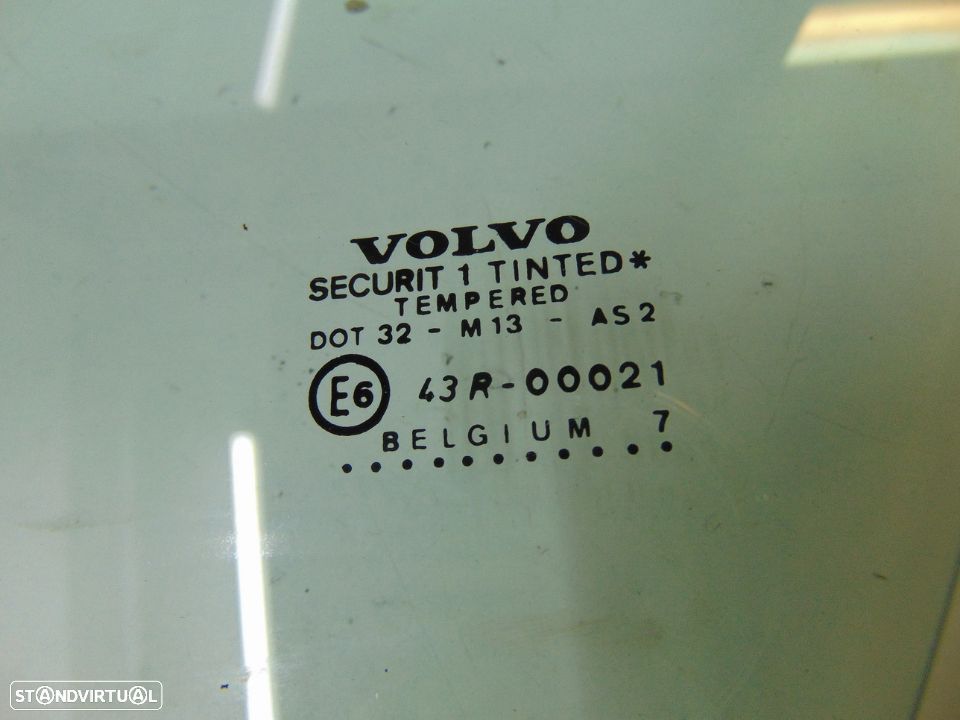 VOLVO
SECURIT 1 TINTED*
TEMPERED
DOT 32 - M13 - AS2
E6 43R-00021
BELGIUM 7
............
STANDVIRTUAL